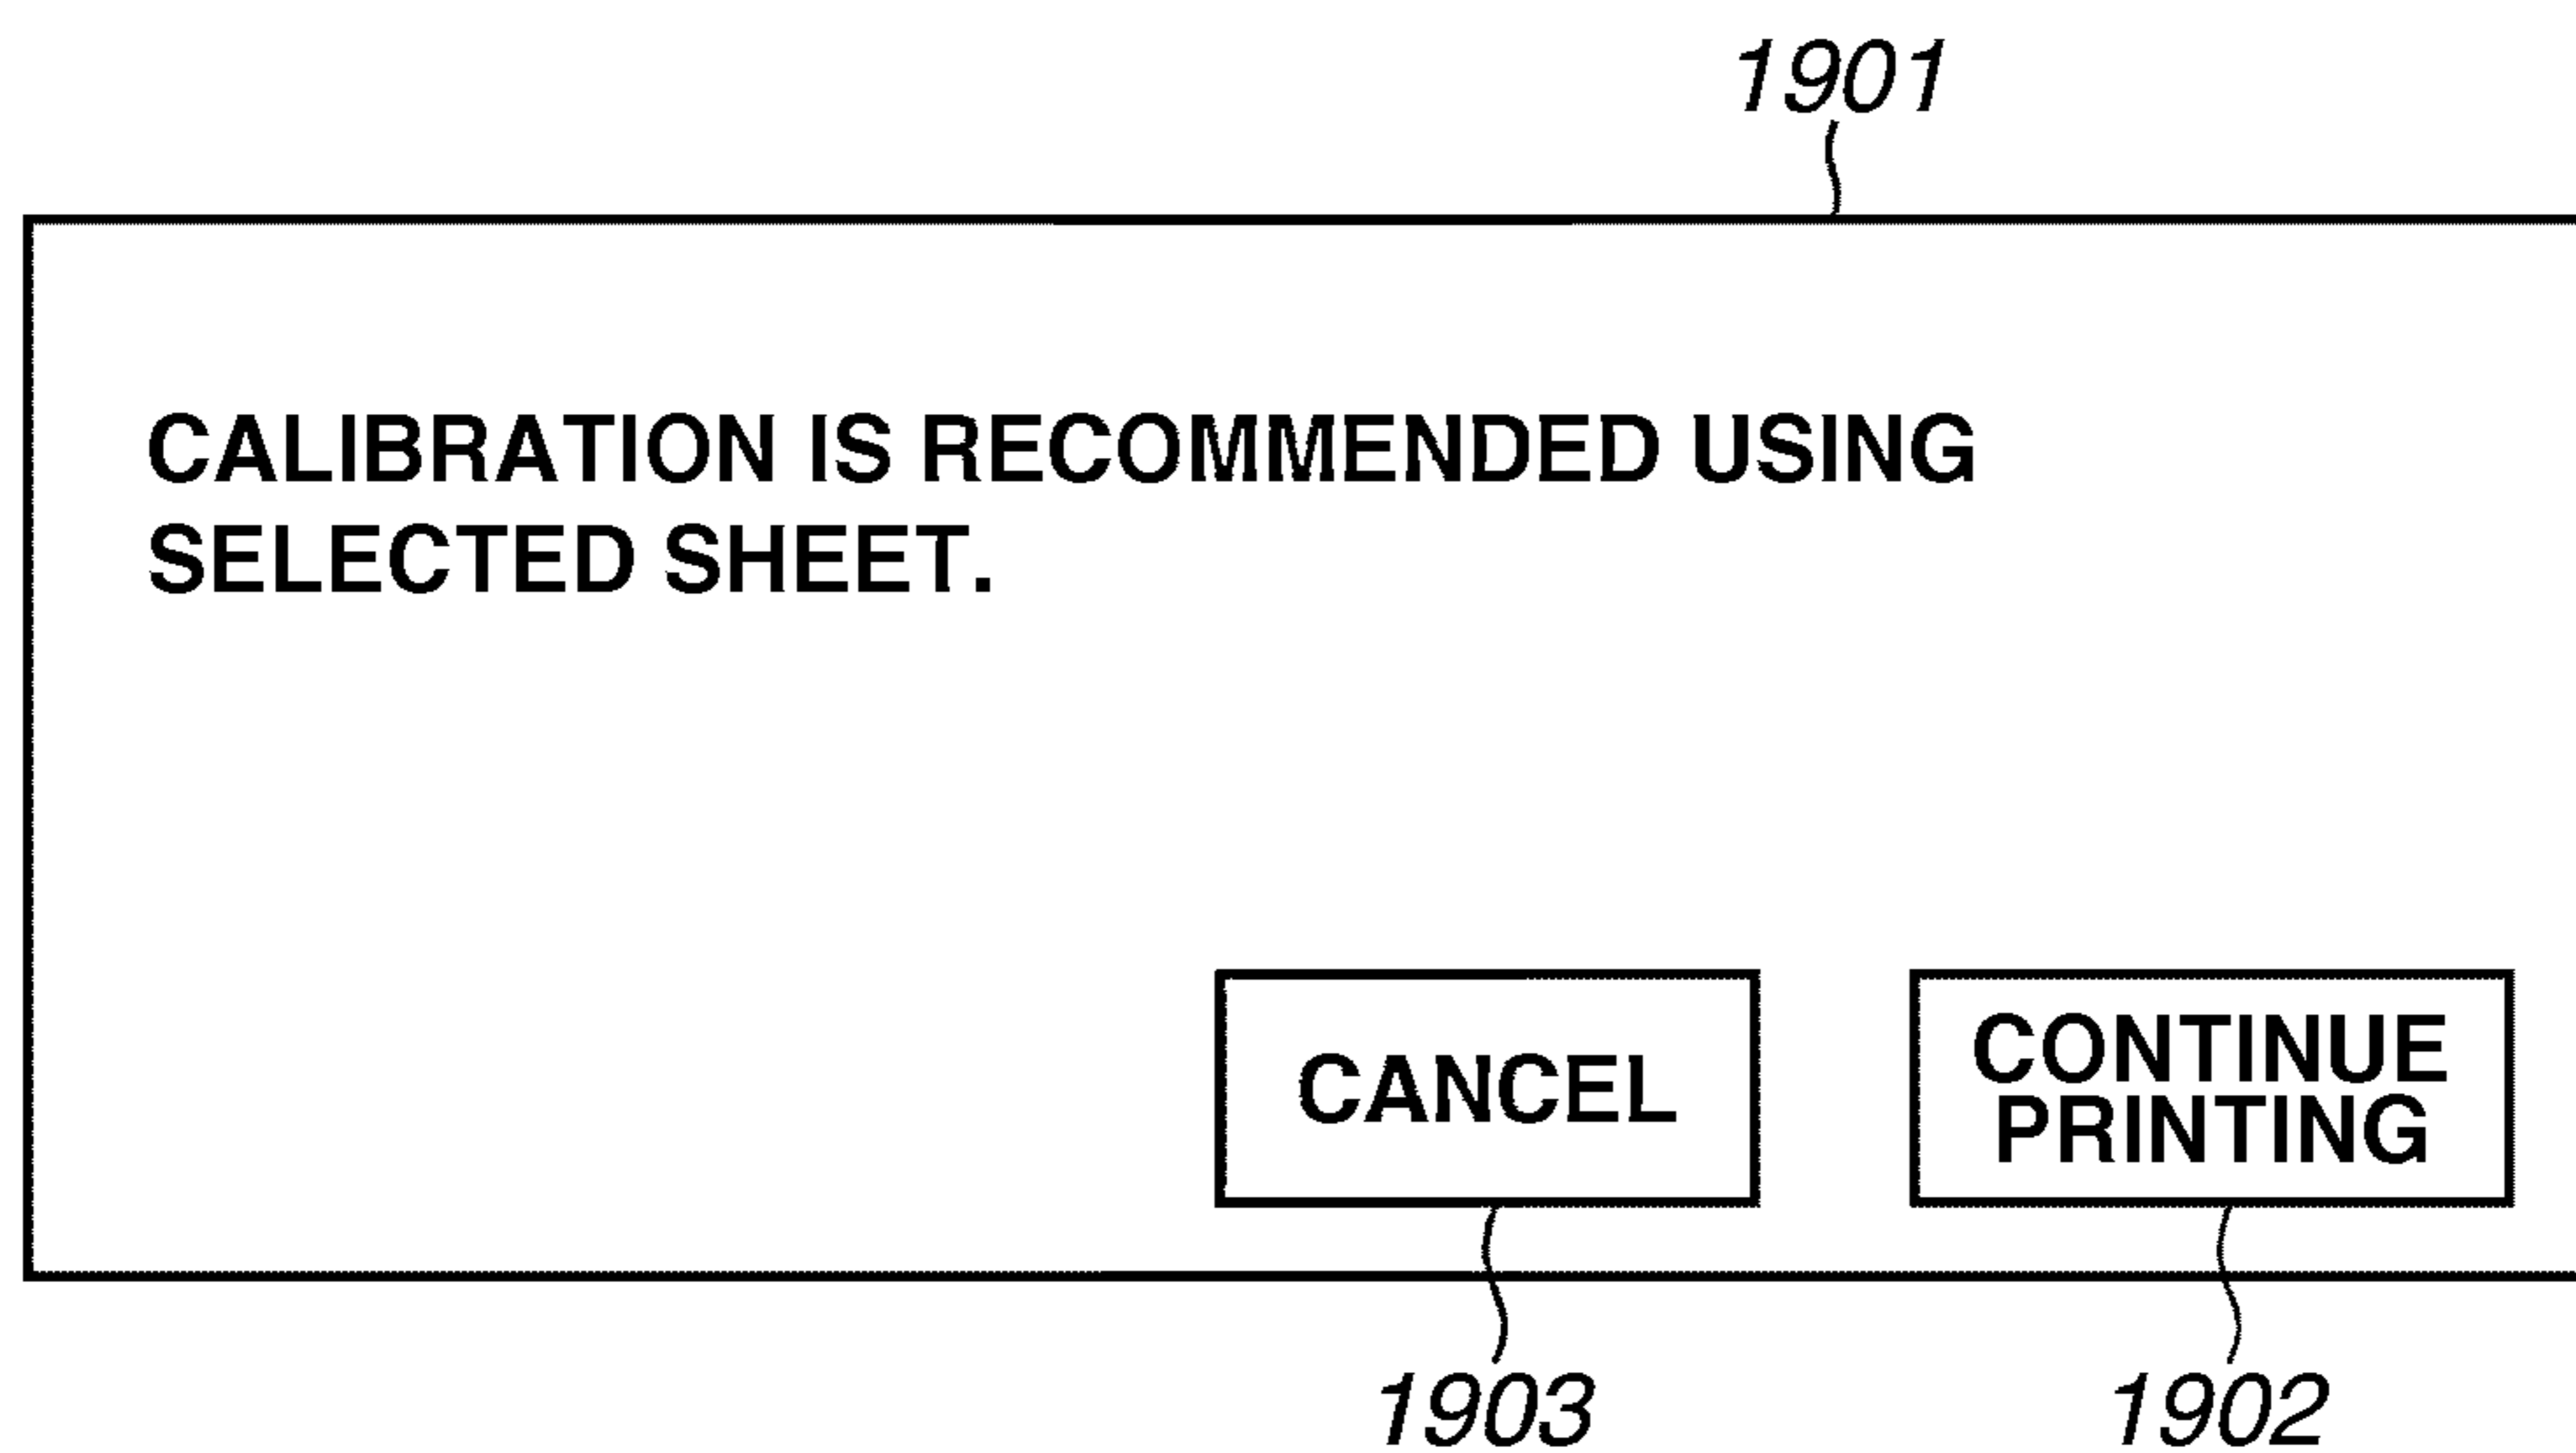 1901
CALIBRATION IS RECOMMENDED USING
SELECTED SHEET.
CANCEL
CONTINUE
PRINTING
1903
1902